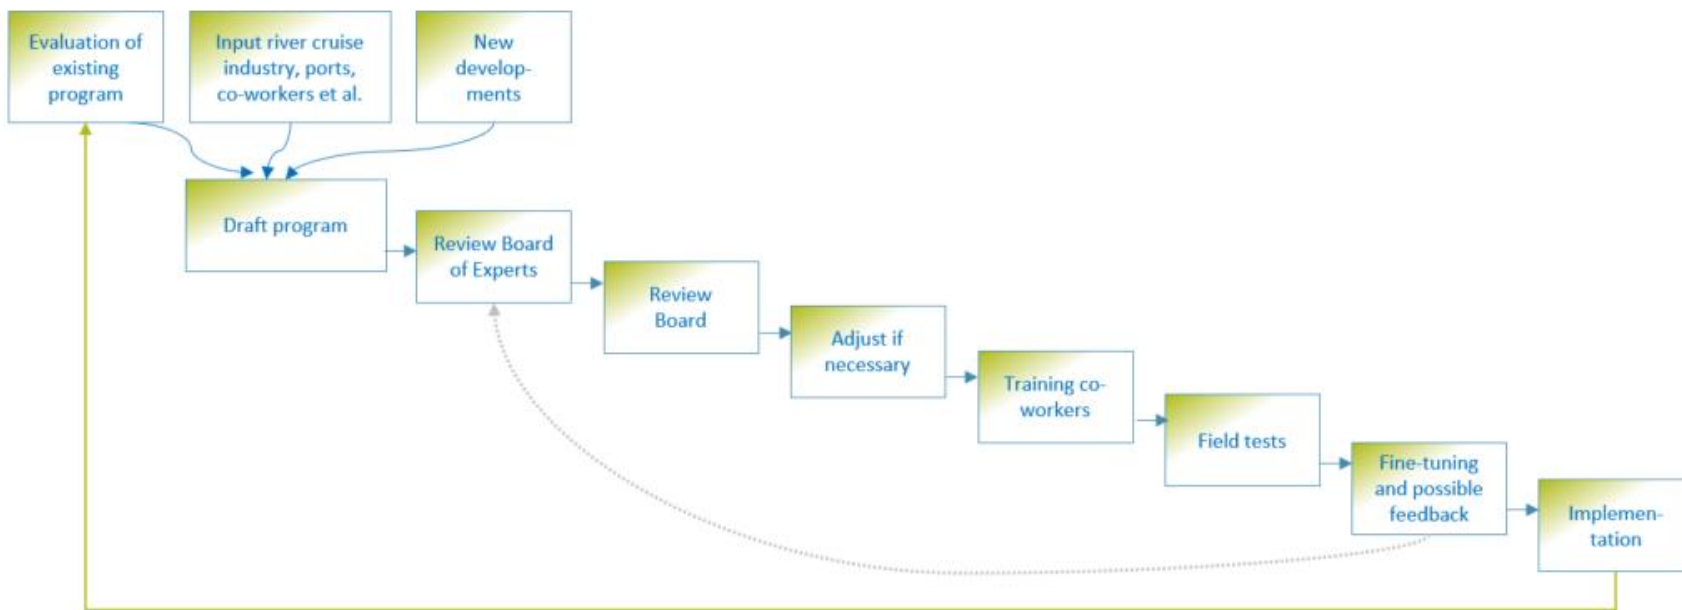 Evaluation of
existing
program
Input river cruise
industry, ports,
co-workers et al.
New
develop-
ments
Draft program
Review Board
of Experts
Review
Board
Adjust if
necessary
Training co-
workers
Field tests
Fine-tuning
and possible
feedback
Implemen-
tation